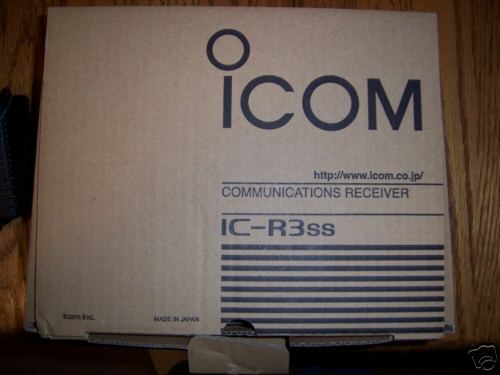 ICOM
http://www.icom.co.jp/
COMMUNICATIONS RECEIVER
IC-R3ss
Icom Inc.
MADE IN JAPAN